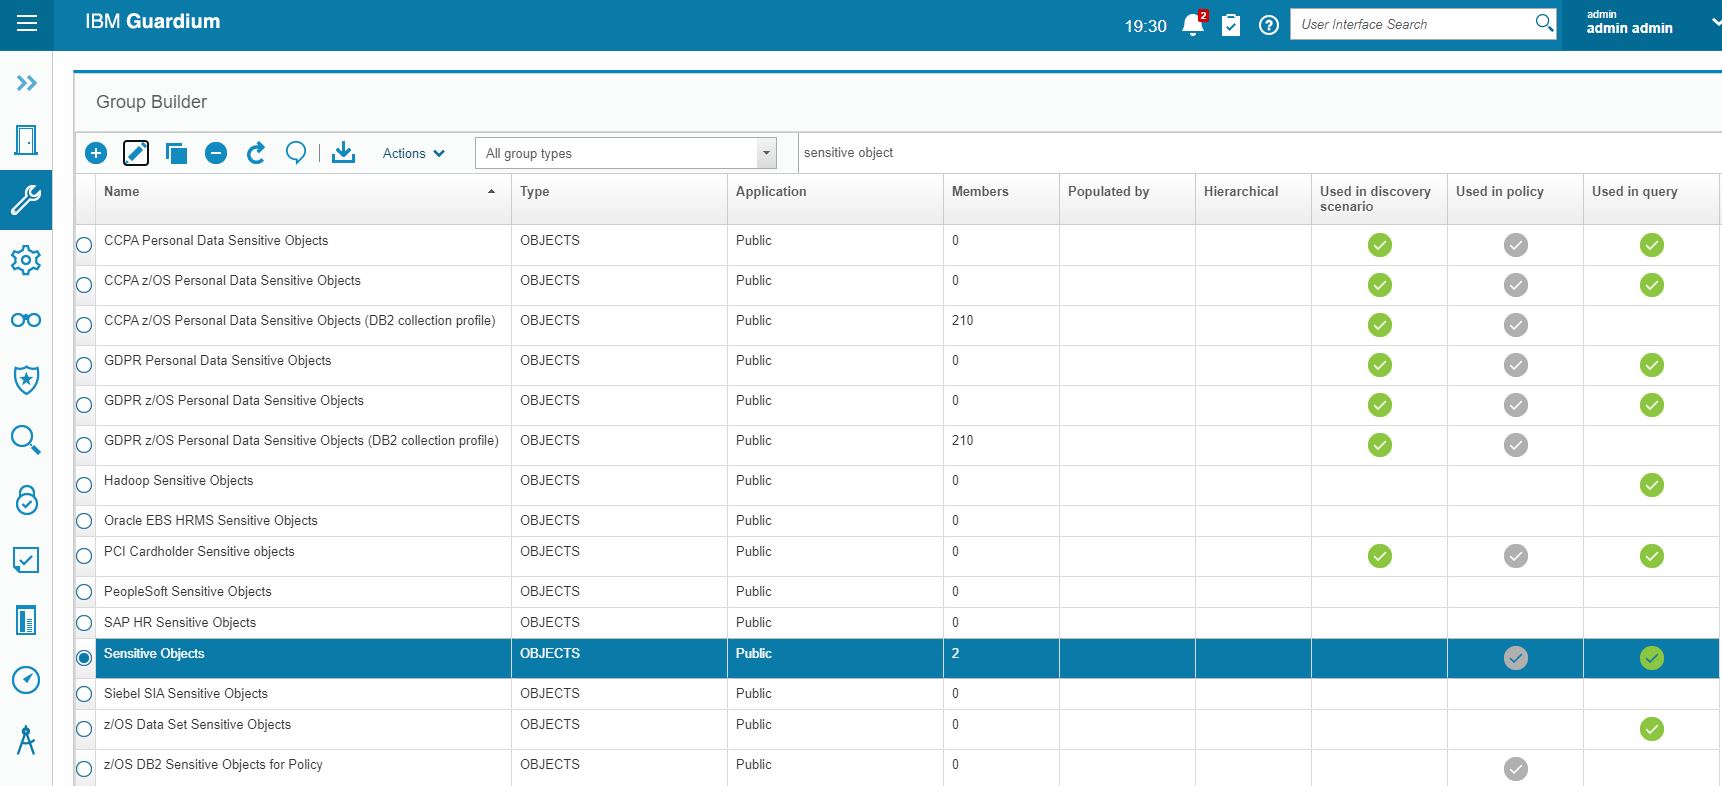 IBM Guardium
19:30
2
User Interface Search
admin
admin admin
Group Builder
Actions
All group types
sensitive object
Name Type Application Members Populated by Hierarchical Used in discovery scenario Used in policy Used in query
CCPA Personal Data Sensitive Objects OBJECTS Public 0
CCPA z/OS Personal Data Sensitive Objects OBJECTS Public 0
CCPA z/OS Personal Data Sensitive Objects (DB2 collection profile) OBJECTS Public 210
GDPR Personal Data Sensitive Objects OBJECTS Public 0
GDPR z/OS Personal Data Sensitive Objects OBJECTS Public 0
GDPR z/OS Personal Data Sensitive Objects (DB2 collection profile) OBJECTS Public 210
Hadoop Sensitive Objects OBJECTS Public 0
Oracle EBS HRMS Sensitive Objects OBJECTS Public 0
PCI Cardholder Sensitive objects OBJECTS Public 0
PeopleSoft Sensitive Objects OBJECTS Public 0
SAP HR Sensitive Objects OBJECTS Public 0
Sensitive Objects OBJECTS Public 2
Siebel SIA Sensitive Objects OBJECTS Public 0
z/OS Data Set Sensitive Objects OBJECTS Public 0
z/OS DB2 Sensitive Objects for Policy OBJECTS Public 0